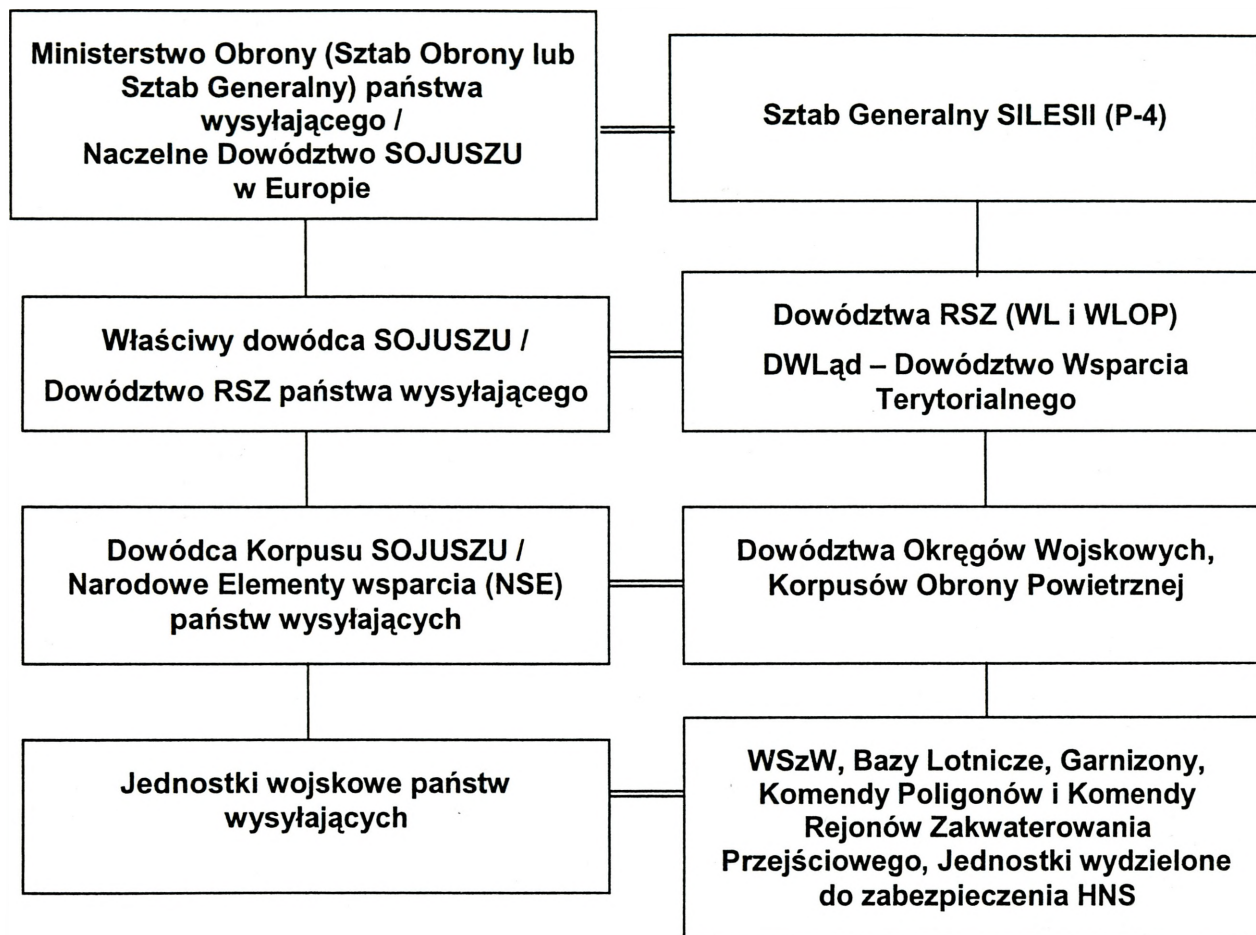 Ministerstwo Obrony (Sztab Obrony lub
Sztab Generalny) państwa
wysyłającego /
Naczelne Dowództwo SOJUSZU
w Europie
Sztab Generalny SILESII (P-4)
Właściwy dowódca SOJUSZU /
Dowództwo RSZ państwa wysyłającego
Dowództwa RSZ (WL i WLOP)
DWLąd – Dowództwo Wsparcia
Terytorialnego
Dowódca Korpusu SOJUSZU /
Narodowe Elementy wsparcia (NSE)
państw wysyłających
Dowództwa Okręgów Wojskowych,
Korpusów Obrony Powietrznej
Jednostki wojskowe państw
wysyłających
WSzW, Bazy Lotnicze, Garnizony,
Komendy Poligonów i Komendy
Rejonów Zakwaterowania
Przejściowego, Jednostki wydzielone
do zabezpieczenia HNS